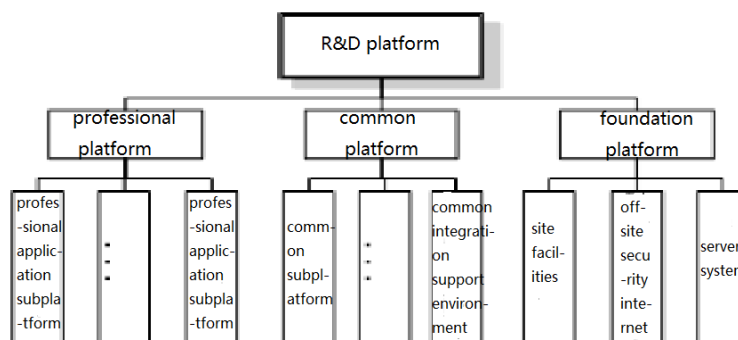 R&D platform
professional
platform
common
platform
foundation
platform
profes
-sional
applic-
ation
subpla
-tform
profes
-sional
applic-
ation
subpla
-tform
comm-
on
subpl-
atform
common
integrati-
on
support
environ-
ment
site
facil-
ities
off-
site
secu
-rity
inte-
rnet
server
system